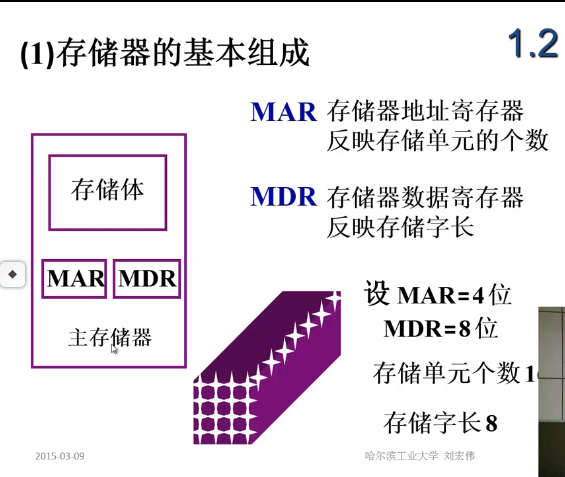 (1)存储器的基本组成
1.2
MAR 存储器地址寄存器
反映存储单元的个数
存储体
MDR 存储器数据寄存器
反映存储字长
MAR MDR
设 MAR=4位
MDR=8位
主存储器
存储单元个数
存储字长8
2015-03-09
哈尔滨工业大学 刘宏伟